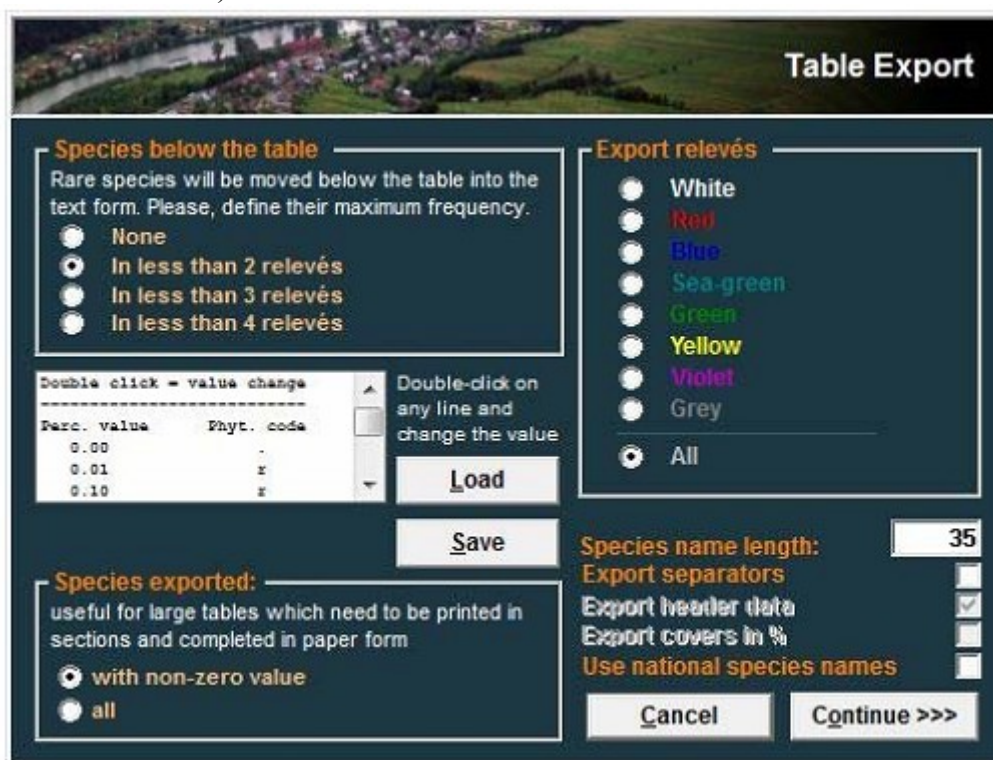 Table Export
Species below the table
Rare species will be moved below the table into the
text form. Please, define their maximum frequency.
None
In less than 2 relevés
In less than 3 relevés
In less than 4 relevés
Double click = value change
----------------------------
Perc. value Phyt. code
0.00 .
0.01 r
0.10 r
Double-click on
any line and
change the value
Load
Save
Species exported:
useful for large tables which need to be printed in
sections and completed in paper form
with non-zero value
all
Export relevés
White
Red
Blue
Sea-green
Green
Yellow
Violet
Grey
All
Species name length: 35
Export separators
Export header data
Export covers in %
Use national species names
Cancel
Continue >>>